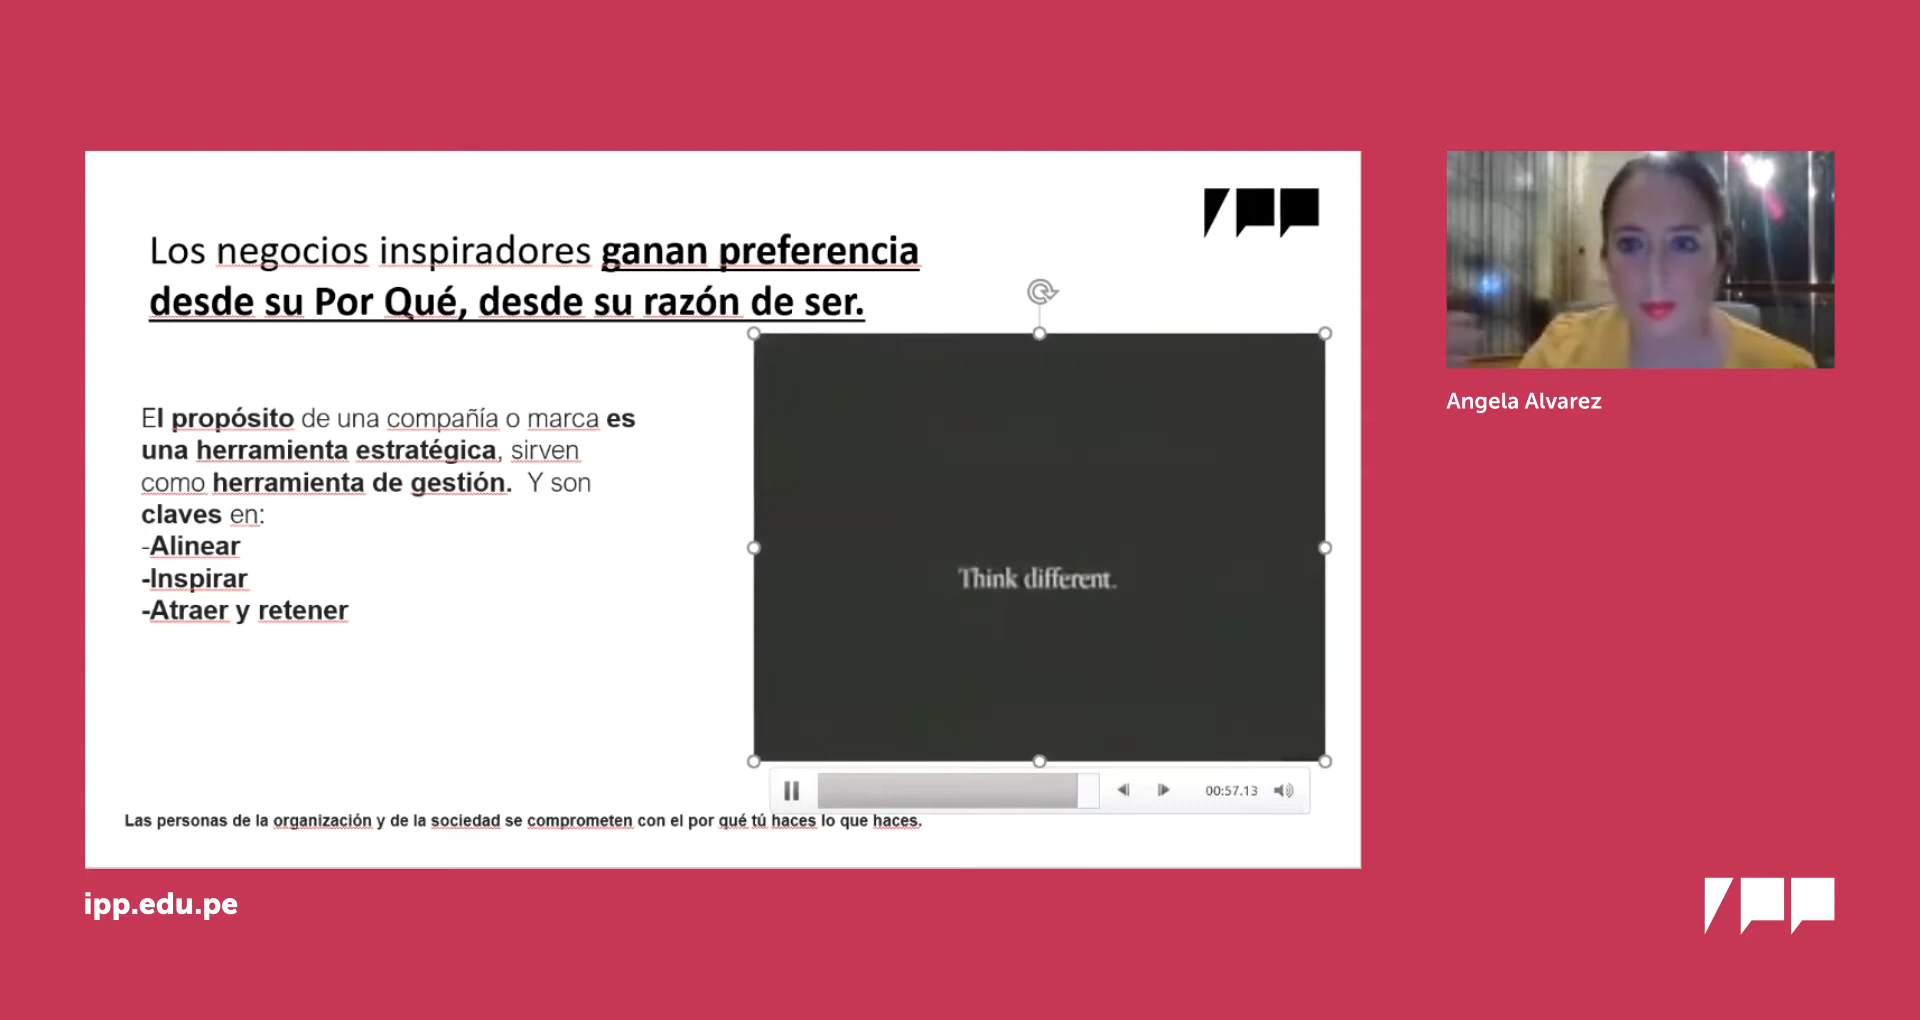 Los negocios inspiradores ganan preferencia
desde su Por Qué, desde su razón de ser.
El propósito de una compañía o marca es
una herramienta estratégica, sirven
como herramienta de gestión. Y son
claves en:
-Alinear
-Inspirar
-Atraer y retener
Think different.
00:57.13
Las personas de la organización y de la sociedad se comprometen con el por qué tú haces lo que haces.
Angela Alvarez
ipp.edu.pe
ipp